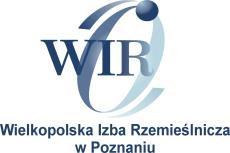 WIR
Wielkopolska Izba Rzemieślnicza
w Poznaniu